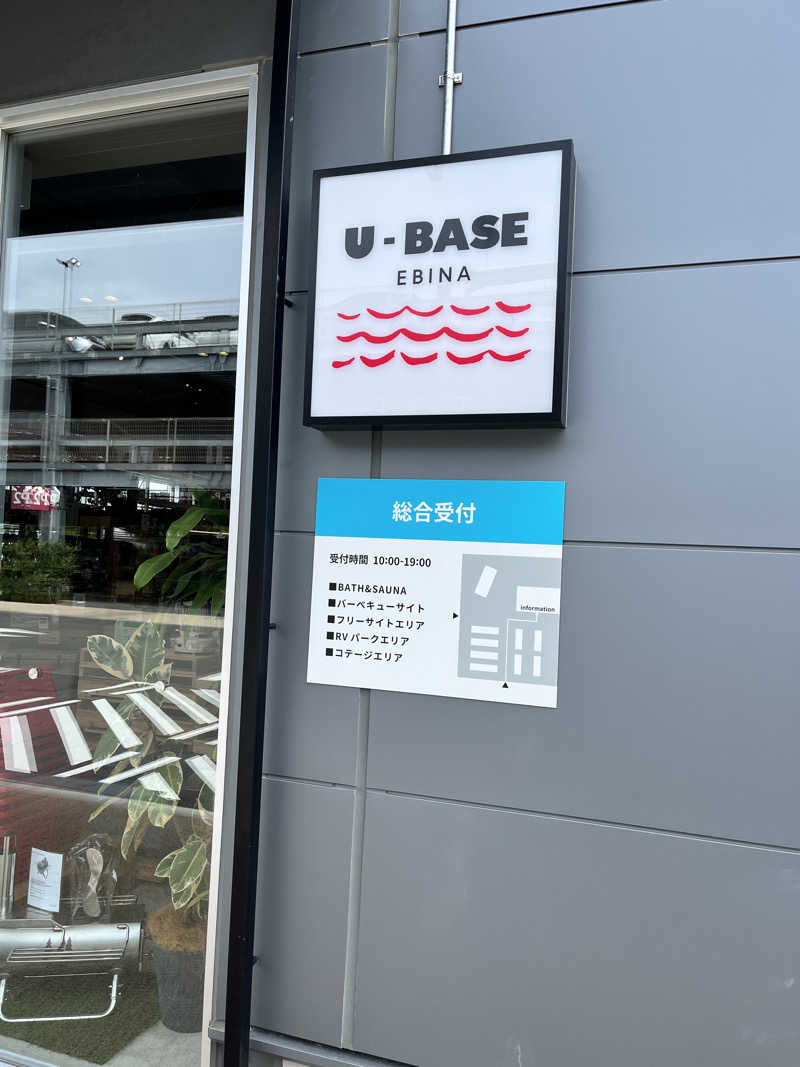 U-BASE
EBINA
総合受付
受付時間 10:00-19:00
■BATH&SAUNA
■バーベキューサイト
■フリーサイトエリア
■RVパークエリア
■コテージエリア
information
P2 P2